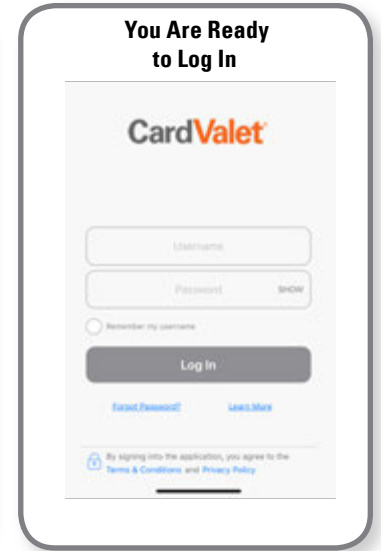 You Are Ready
to Log In
CardValet
Username
Password SHOW
Remember my username
Log In
Forgot Password? Learn More
By signing into the application, you agree to the
Terms & Conditions and Privacy Policy